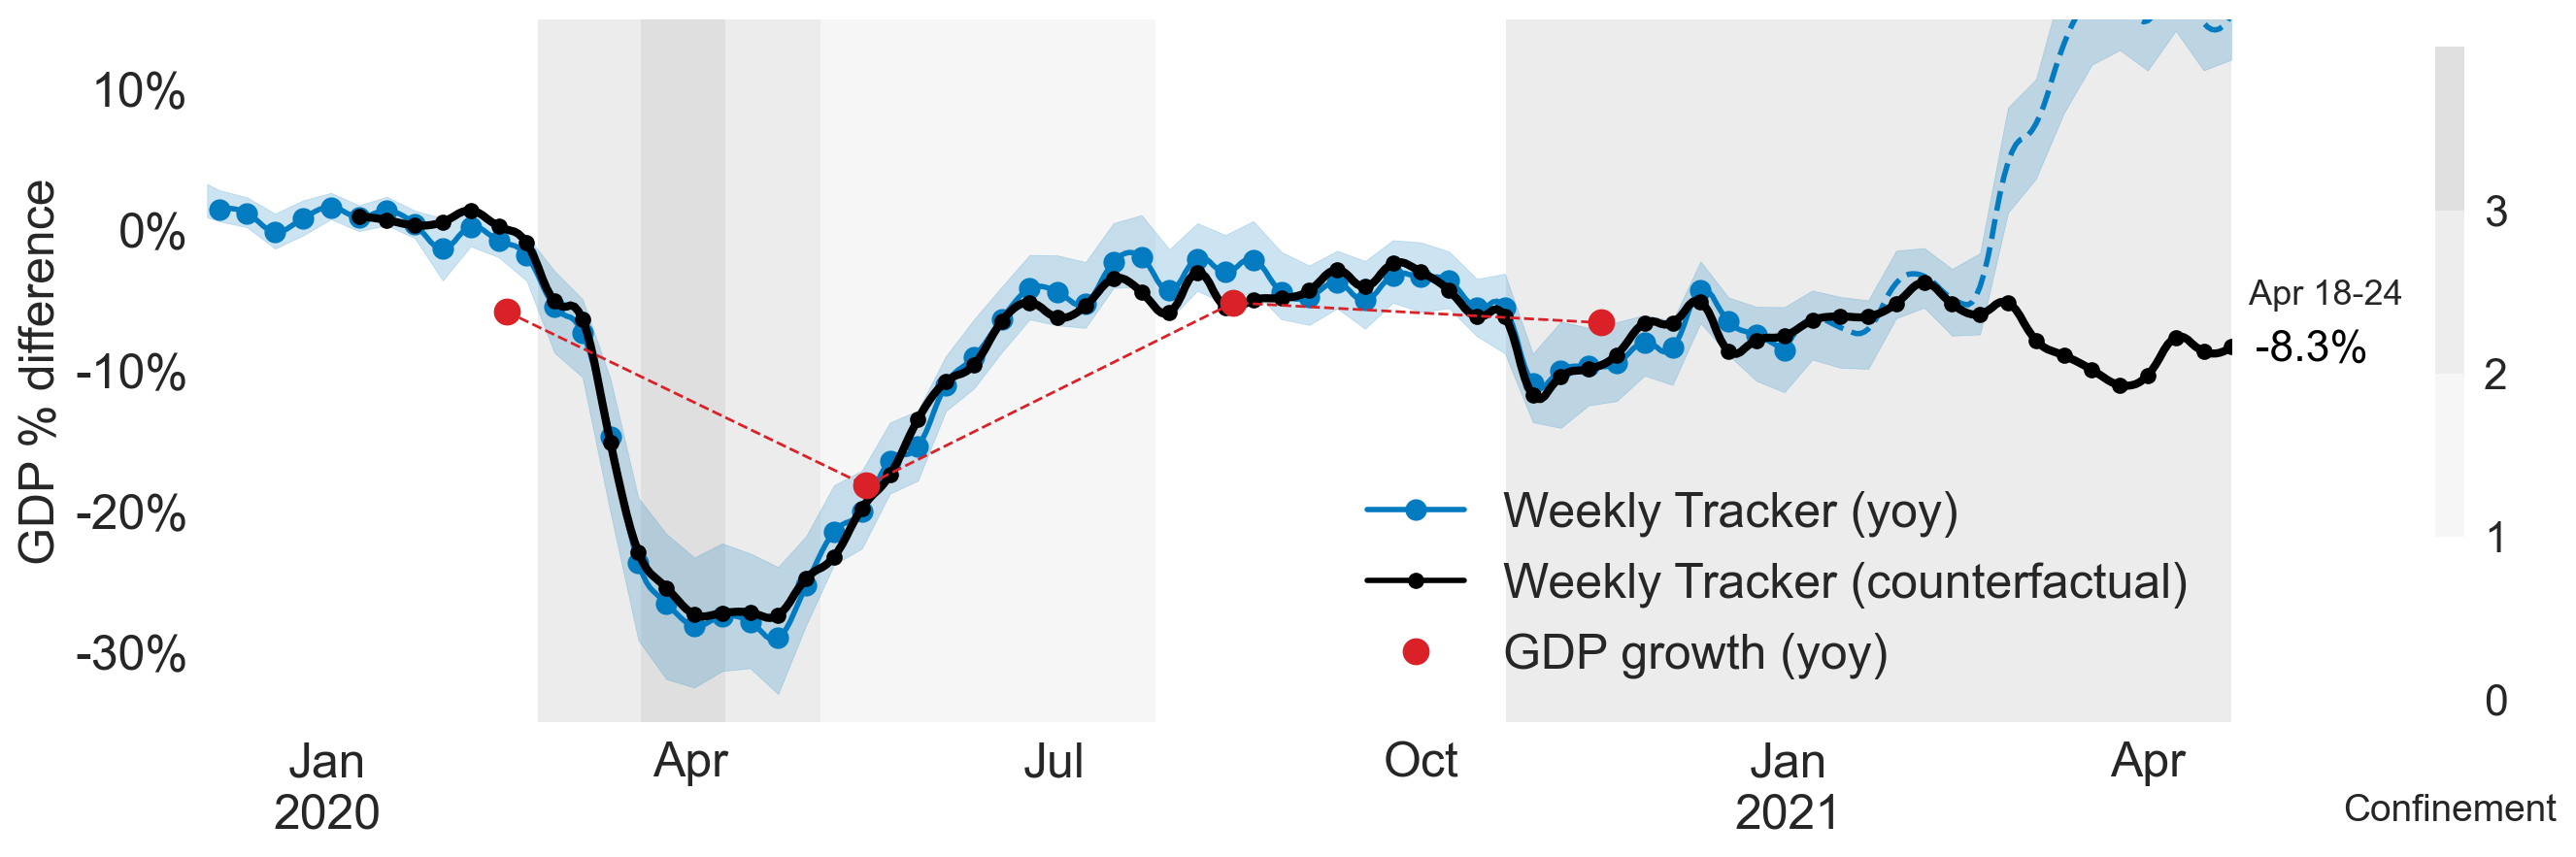 GDP % difference
10%
0%
-10%
-20%
-30%
Jan
2020
Apr
Jul
Oct
Jan
2021
Apr
Weekly Tracker (yoy)
Weekly Tracker (counterfactual)
GDP growth (yoy)
Apr 18-24
-8.3%
3
2
1
0
Confinement